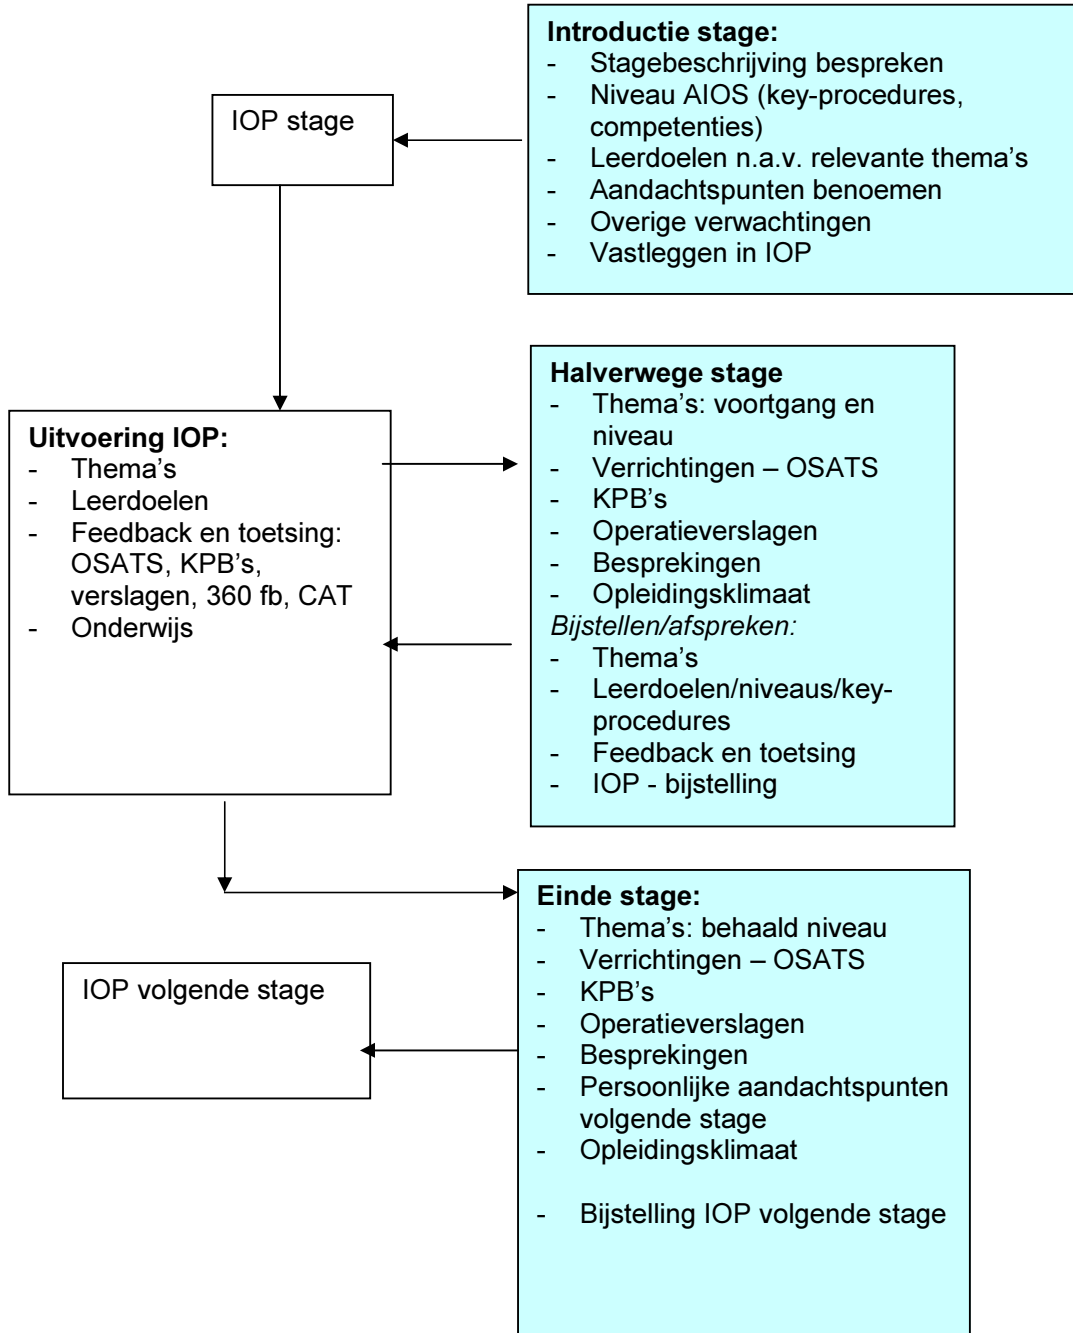 Introductie stage:
- Stagebeschrijving bespreken
- Niveau AIOS (key-procedures,
competenties)
- Leerdoelen n.a.v. relevante thema's
- Aandachtspunten benoemen
- Overige verwachtingen
- Vastleggen in IOP
IOP stage
Uitvoering IOP:
- Thema's
- Leerdoelen
- Feedback en toetsing:
OSATS, KPB's,
verslagen, 360 fb, CAT
- Onderwijs
Halverwege stage
- Thema's: voortgang en
niveau
- Verrichtingen – OSATS
- KPB's
- Operatieverslagen
- Besprekingen
- Opleidingsklimaat
Bijstellen/afspreken:
- Thema's
- Leerdoelen/niveaus/key-
procedures
- Feedback en toetsing
- IOP - bijstelling
Einde stage:
- Thema's: behaald niveau
- Verrichtingen – OSATS
- KPB's
- Operatieverslagen
- Besprekingen
- Persoonlijke aandachtspunten
volgende stage
- Opleidingsklimaat
- Bijstelling IOP volgende stage
IOP volgende stage